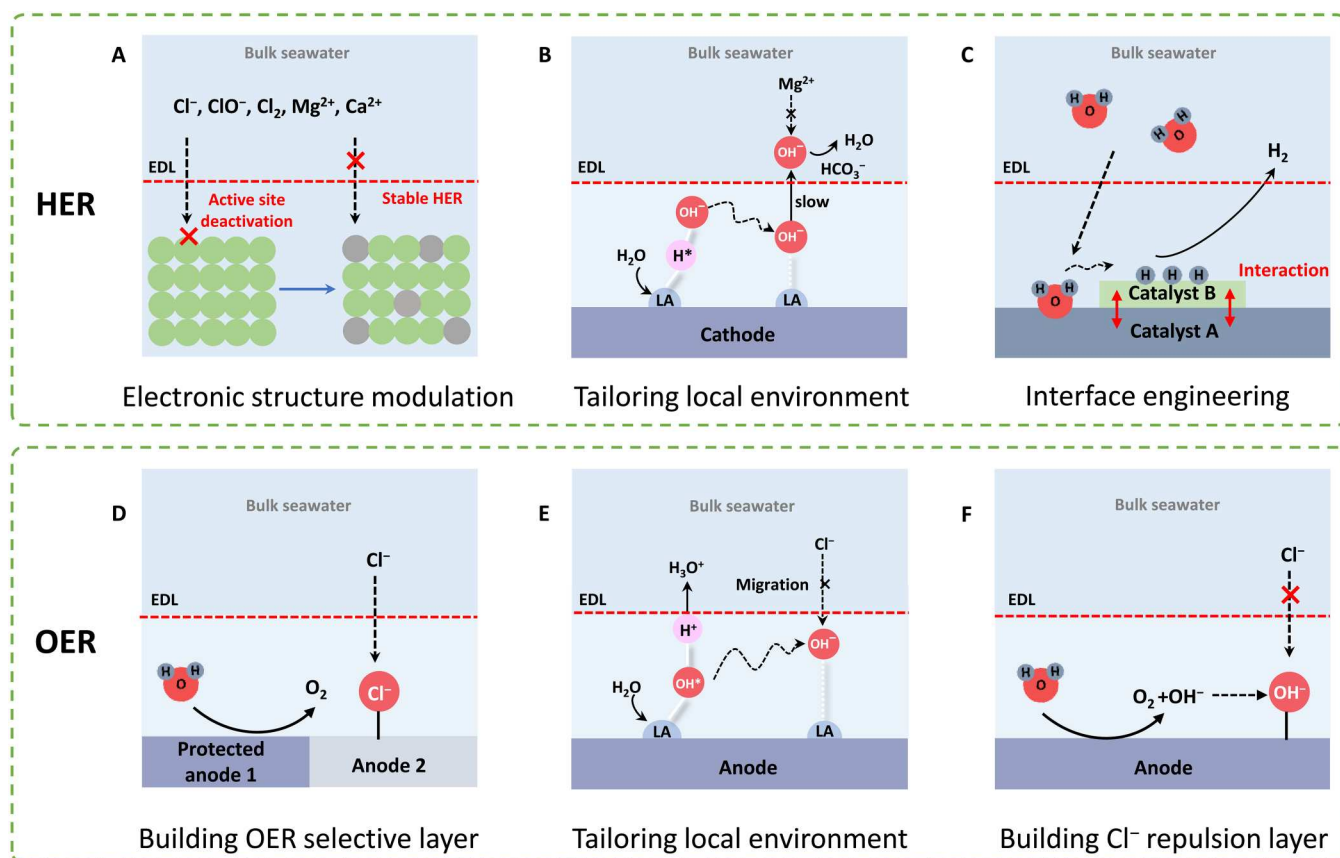 HER
A
Bulk seawater
Cl⁻, ClO⁻, Cl₂, Mg²⁺, Ca²⁺
EDL
Active site
deactivation
Stable HER
Electronic structure modulation
B
Bulk seawater
Mg²⁺
OH⁻
H₂O
HCO₃⁻
EDL
slow
OH⁻
OH⁻
H*
H₂O
LA
LA
Cathode
Tailoring local environment
C
Bulk seawater
H H
O
H
H
O
EDL
H₂
Interaction
H H
O
H H H
Catalyst B
Catalyst A
Interface engineering
OER
D
Bulk seawater
Cl⁻
EDL
H H
O
O₂
Cl⁻
Protected
anode 1
Anode 2
Building OER selective layer
E
Bulk seawater
Cl⁻
H₃O⁺
Migration
EDL
H⁺
OH⁻
OH*
H₂O
LA
LA
Anode
Tailoring local environment
F
Bulk seawater
Cl⁻
EDL
H H
O
O₂ +OH⁻
OH⁻
Anode
Building Cl⁻ repulsion layer